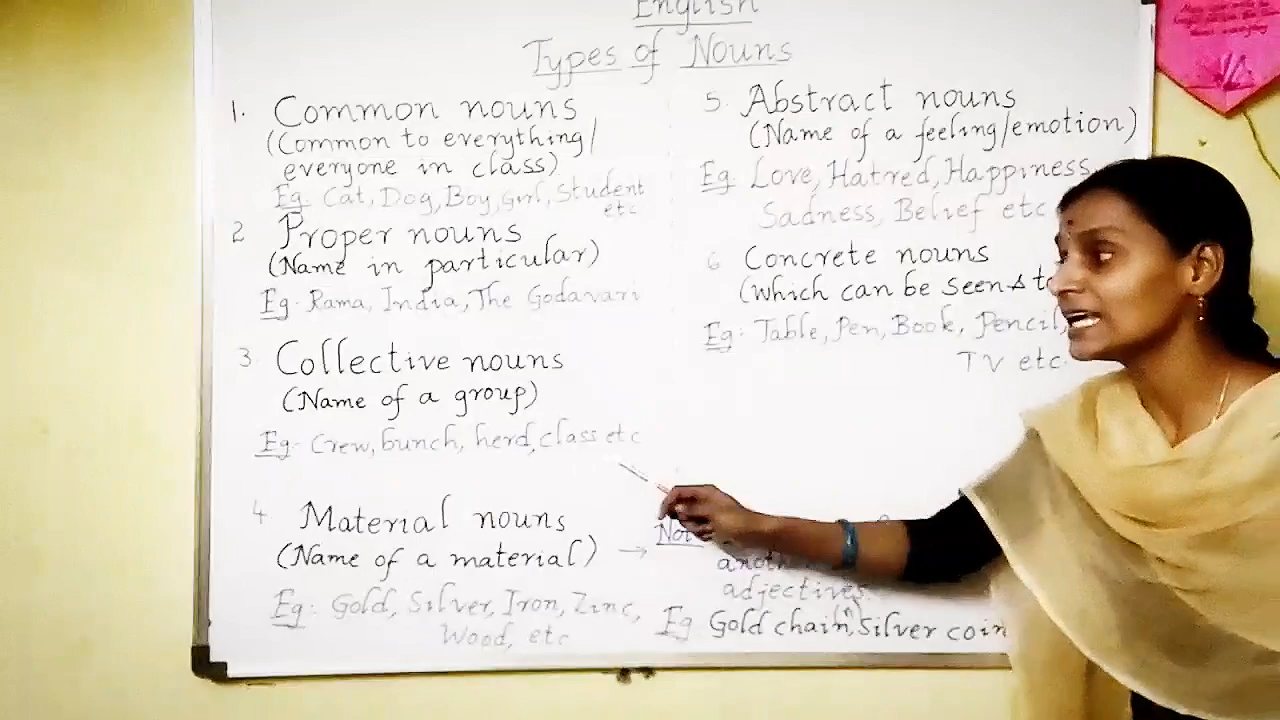 English
Types of Nouns
1. Common nouns
(Common to everything/
everyone in class)
Eg. Cat, Dog, Boy, Girl, Student
etc
2 Proper nouns
(Name in particular)
Eg. Rama, India, The Godavari
3 Collective nouns
(Name of a group)
Eg. Crew, bunch, herd, class etc
4 Material nouns
(Name of a material) →
Eg: Gold, Silver, Iron, Zinc,
Wood, etc
5. Abstract nouns
(Name of a feeling/emotion)
Eg. Love, Hatred, Happiness,
Sadness, Belief etc
6 Concrete nouns
(which can be seen &
Eg: Table, Pen, Book, Pencil,
TV etc.
adjectives.
(n)
Eg Gold chain, Silver coin